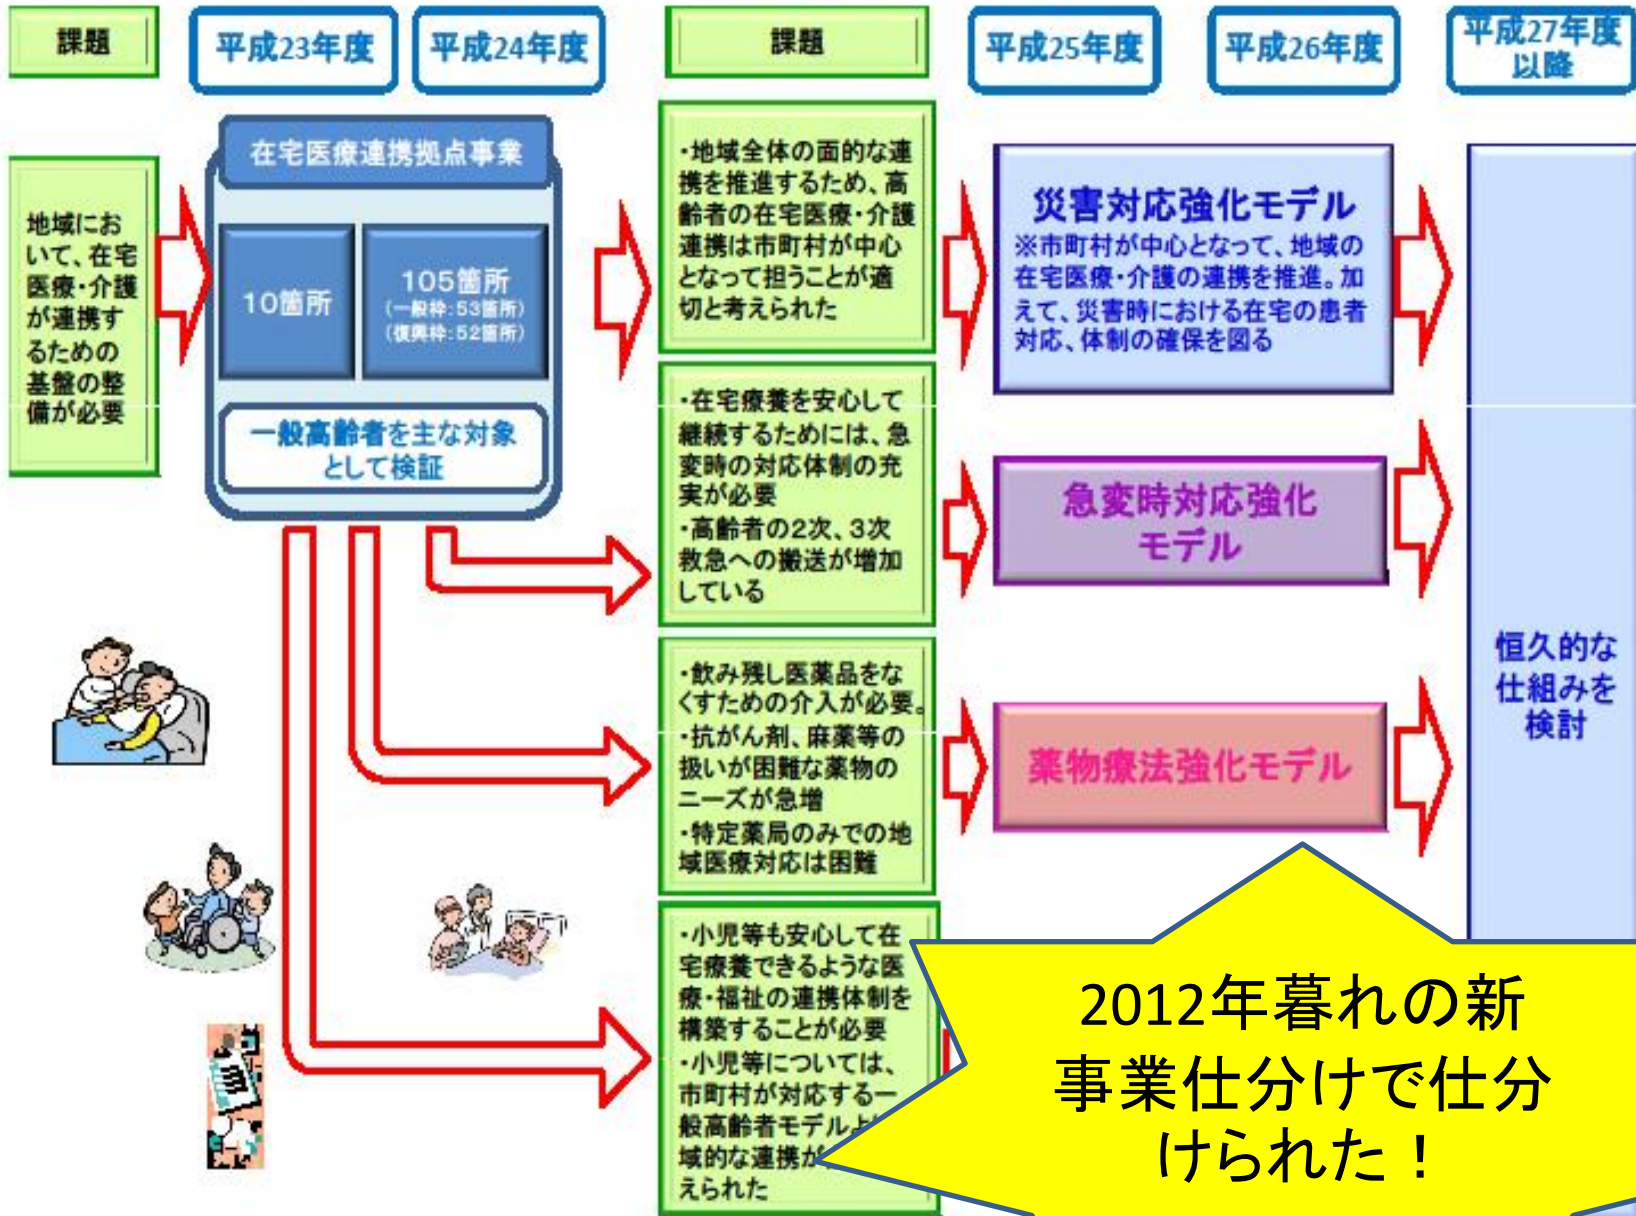 課題
平成23年度
平成24年度
課題
平成25年度
平成26年度
平成27年度
以降
地域にお
いて、在宅
医療・介護
が連携す
るための
基盤の整
備が必要
在宅医療連携拠点事業
10箇所
105箇所
(一般枠:53箇所)
(復興枠:52箇所)
一般高齢者を主な対象
として検証
・地域全体の面的な連
携を推進するため、高
齢者の在宅医療・介護
連携は市町村が中心
となって担うことが適
切と考えられた
・在宅療養を安心して
継続するためには、急
変時の対応体制の充
実が必要
・高齢者の2次、3次
救急への搬送が増加
している
・飲み残し医薬品をな
くすための介入が必要。
・抗がん剤、麻薬等の
扱いが困難な薬物の
ニーズが急増
・特定薬局のみでの地
域医療対応は困難
・小児等も安心して在
宅療養できるような医
療・福祉の連携体制を
構築することが必要
・小児等については、
市町村が対応する一
般高齢者モデルよ
域的な連携が
えられた
災害対応強化モデル
※市町村が中心となって、地域の
在宅医療・介護の連携を推進。加
えて、災害時における在宅の患者
対応、体制の確保を図る
急変時対応強化
モデル
薬物療法強化モデル
恒久的な
仕組みを
検討
2012年暮れの新
事業仕分けで仕分
けられた！